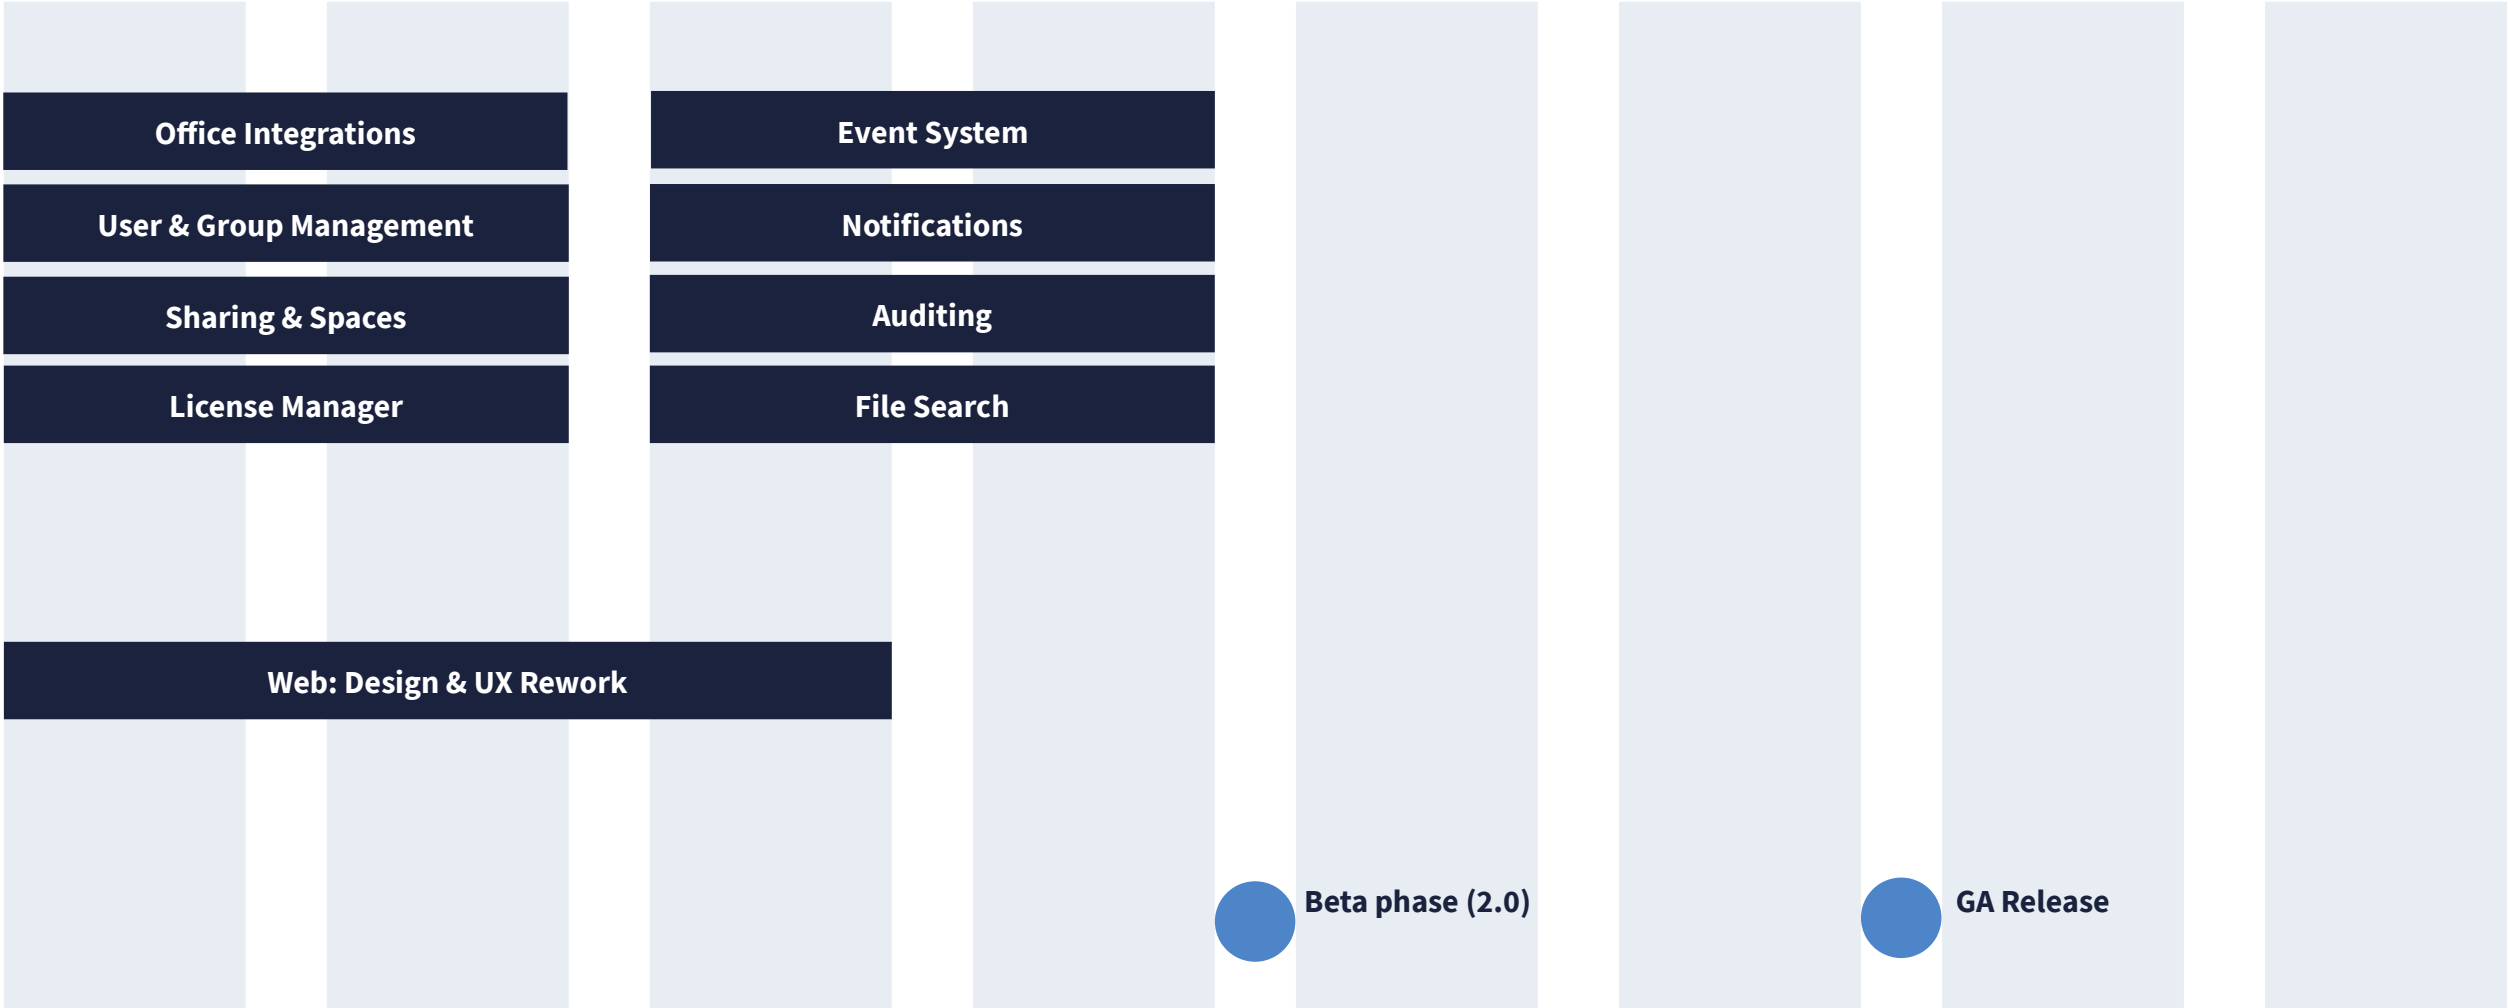 Office Integrations
Event System
User & Group Management
Notifications
Sharing & Spaces
Auditing
License Manager
File Search
Web: Design & UX Rework
Beta phase (2.0)
GA Release